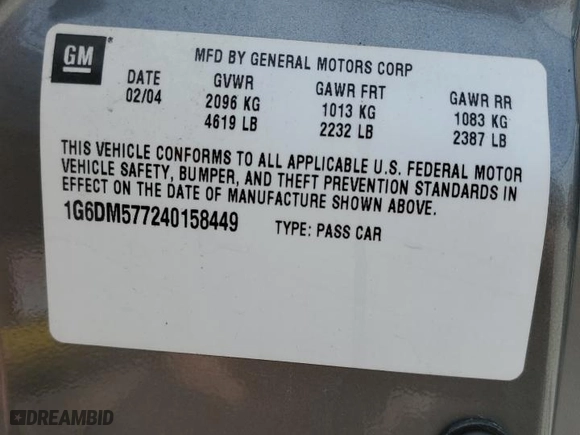 GM
MFD BY GENERAL MOTORS CORP
DATE GVWR GAWR FRT GAWR RR
02/04 2096 KG 1013 KG 1083 KG
4619 LB 2232 LB 2387 LB
THIS VEHICLE CONFORMS TO ALL APPLICABLE U.S. FEDERAL MOTOR
VEHICLE SAFETY, BUMPER, AND THEFT PREVENTION STANDARDS IN
EFFECT ON THE DATE OF MANUFACTURE SHOWN ABOVE.
1G6DM577240158449 TYPE: PASS CAR
DREAMBID